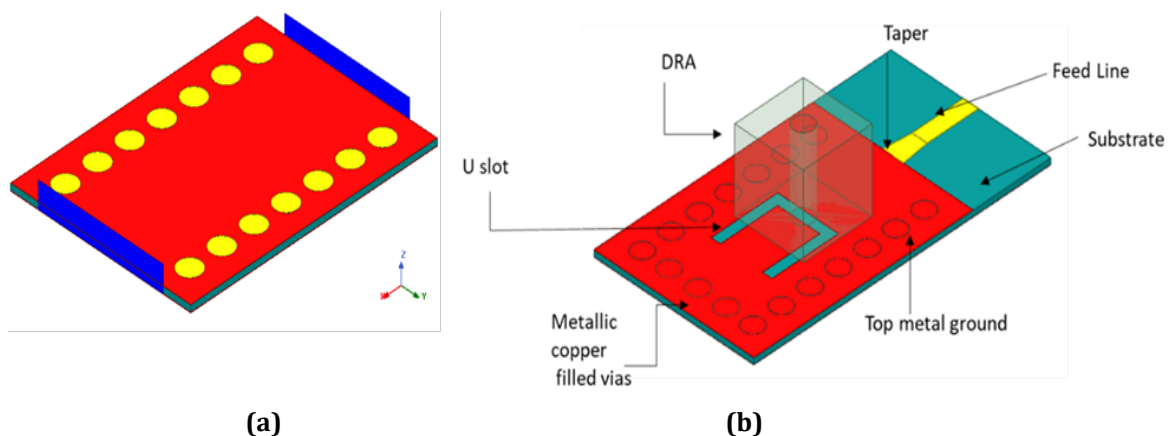 Z
X
Y
(a)
Taper
DRA
Feed Line
U slot
Substrate
Metallic
copper
filled vias
Top metal ground
(b)